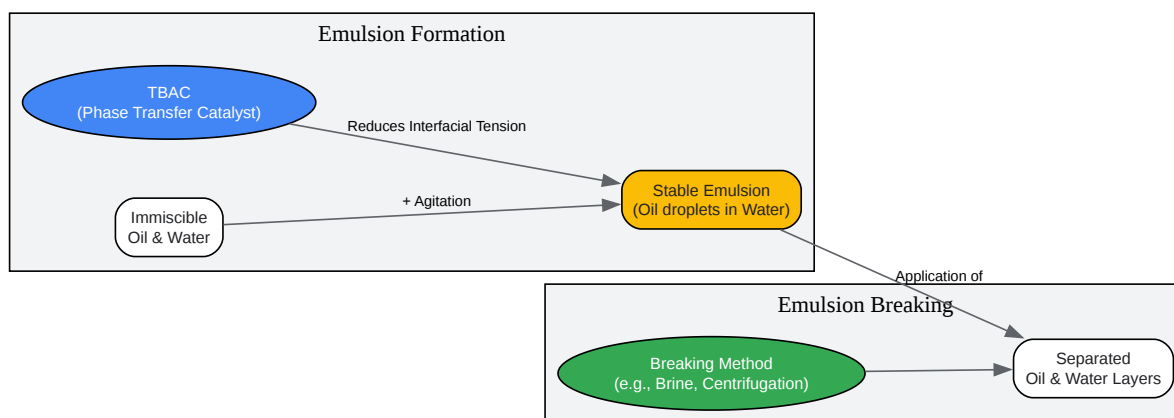 Emulsion Formation
TBAC
(Phase Transfer Catalyst)
Reduces Interfacial Tension
Immiscible
Oil & Water
+ Agitation
Stable Emulsion
(Oil droplets in Water)
Application of
Emulsion Breaking
Breaking Method
(e.g., Brine, Centrifugation)
Separated
Oil & Water Layers